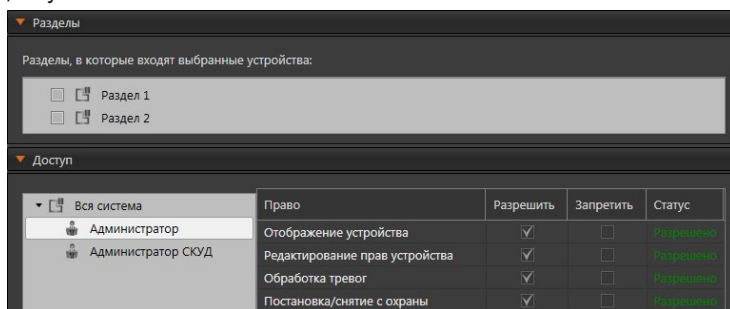 Разделы
Разделы, в которые входят выбранные устройства:
Раздел 1
Раздел 2
Доступ
Вся система
Администратор
Администратор СКУД
Право Разрешить Запретить Статус
Отображение устройства Разрешено
Редактирование прав устройства Разрешено
Обработка тревог Разрешено
Постановка/снятие с охраны Разрешено